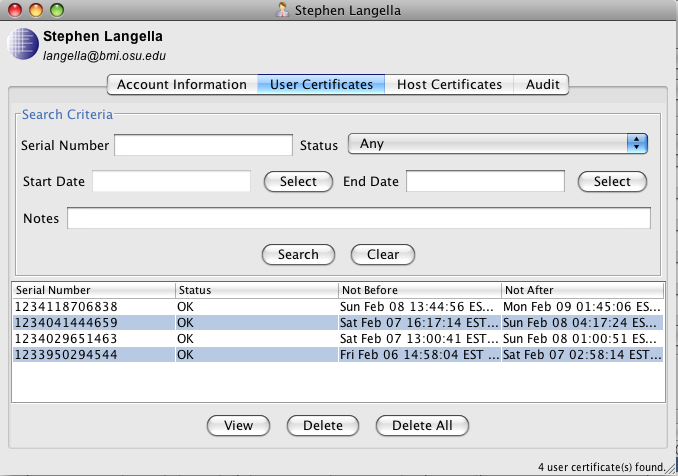 Stephen Langella
Stephen Langella
langella@bmi.osu.edu
Account Information User Certificates Host Certificates Audit
Search Criteria
Serial Number Status Any
Start Date Select End Date Select
Notes
Search Clear
Serial Number Status Not Before Not After
1234118706838 OK Sun Feb 08 13:44:56 ES... Mon Feb 09 01:45:06 ES...
1234041444659 OK Sat Feb 07 16:17:14 EST... Sun Feb 08 04:17:24 ES...
1234029651463 OK Sat Feb 07 13:00:41 EST... Sun Feb 08 01:00:51 ES...
1233950294544 OK Fri Feb 06 14:58:04 EST ... Sat Feb 07 02:58:14 EST...
View Delete Delete All
4 user certificate(s) found.